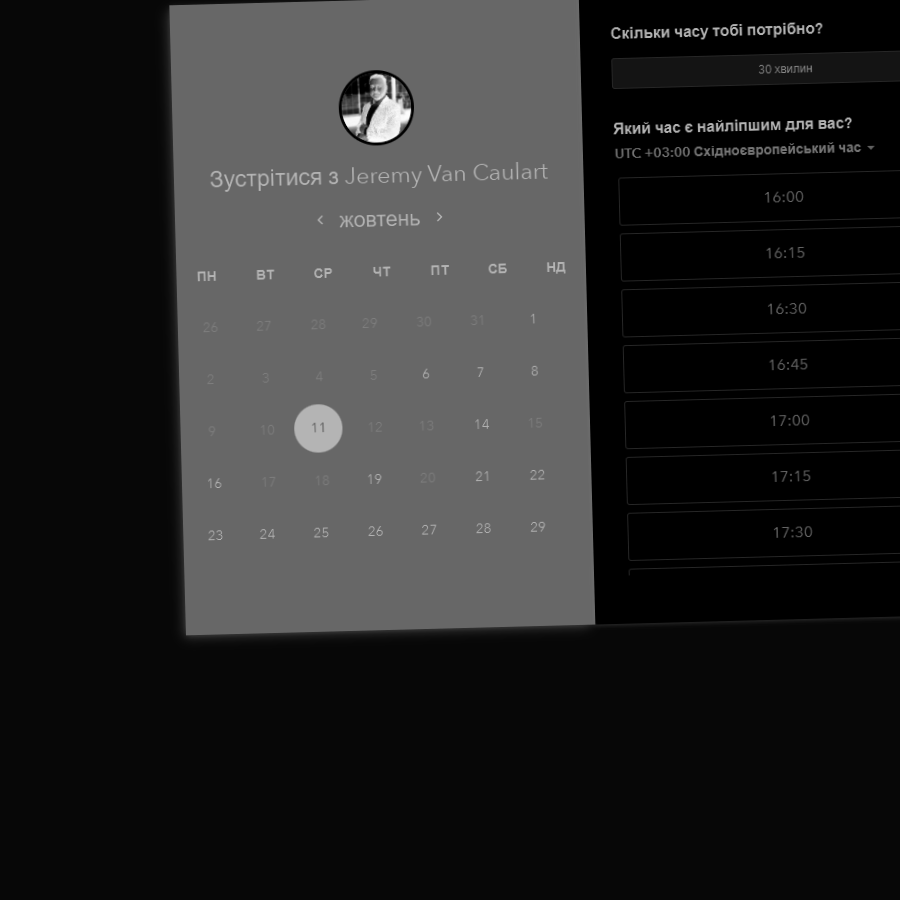 Зустрітися з Jeremy Van Caulart
‹ жовтень ›
ПН ВТ СР ЧТ ПТ СБ НД
26 27 28 29 30 31 1
2 3 4 5 6 7 8
9 10 11 12 13 14 15
16 17 18 19 20 21 22
23 24 25 26 27 28 29
Скільки часу тобі потрібно?
30 хвилин
Який час є найліпшим для вас?
UTC +03:00 Східноєвропейський час
16:00
16:15
16:30
16:45
17:00
17:15
17:30